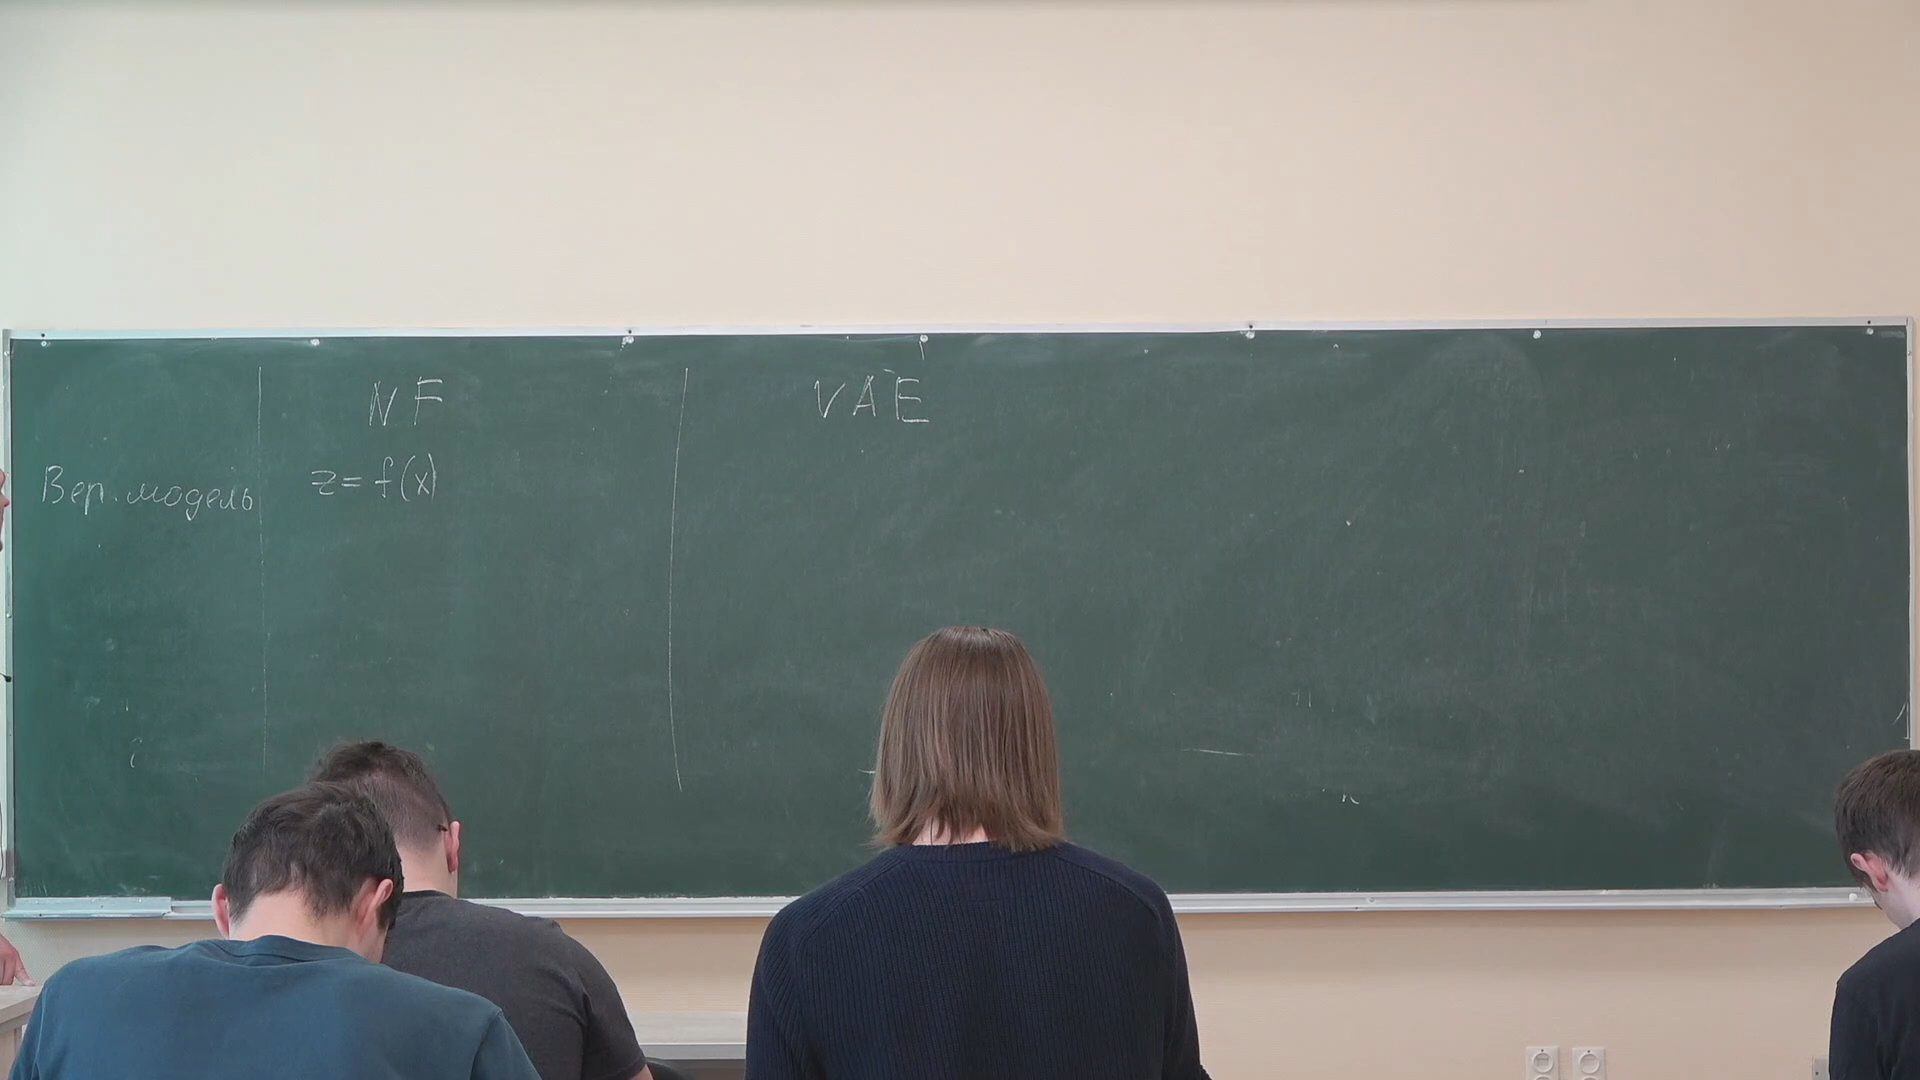 NF VAE
Вер. модель z = f(x)